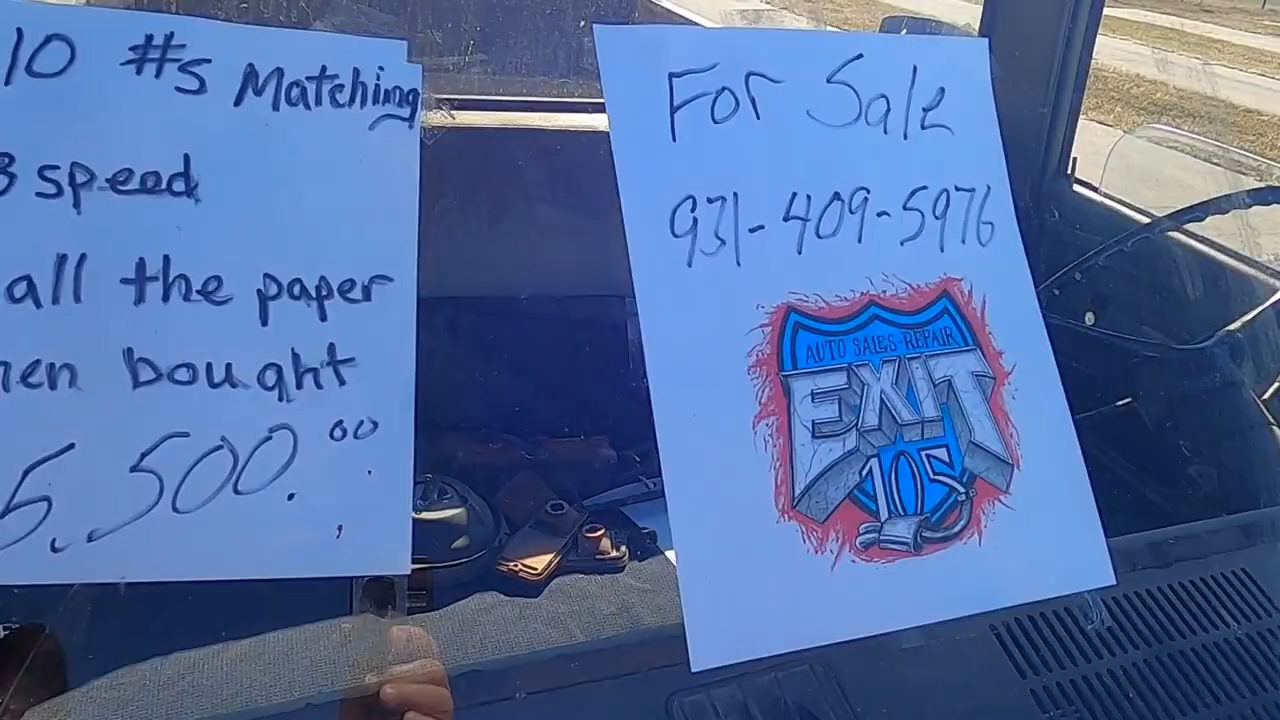 10 #s Matching
3 speed
all the paper
en bought
5,500.00
For Sale
931-409-5976
AUTO SALES-REPAIR
EXIT
105